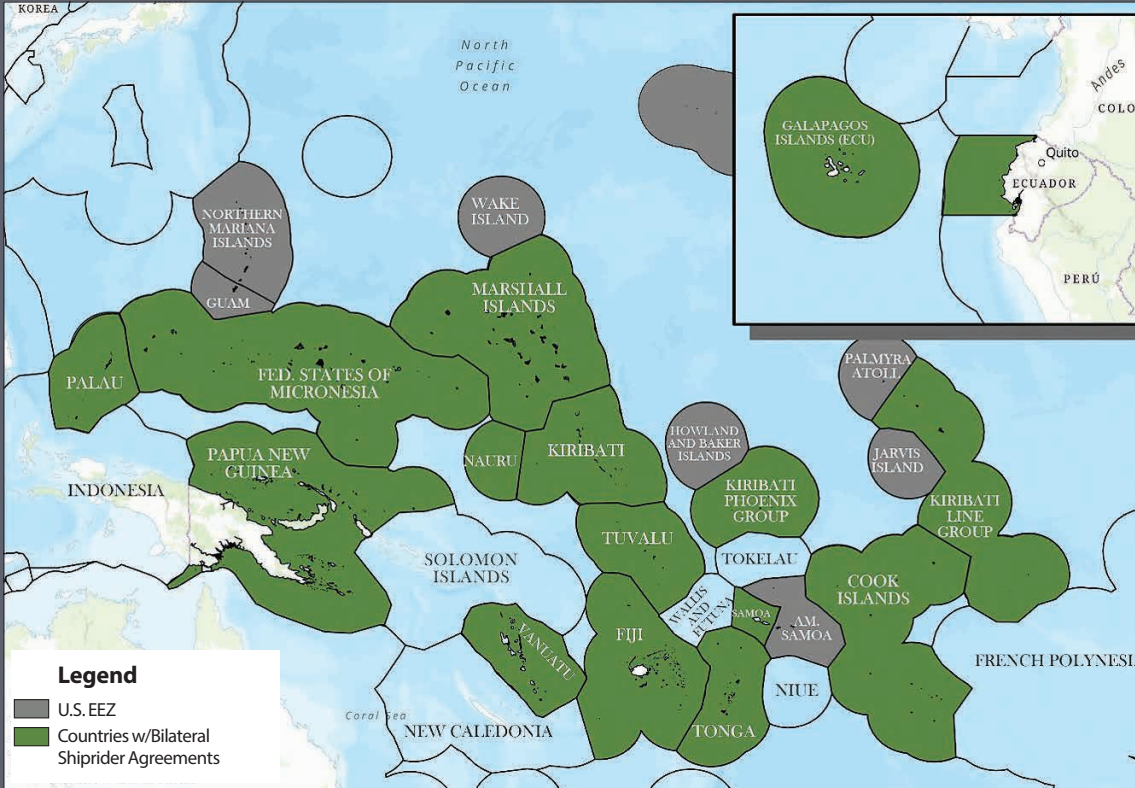 KOREA
North
Pacific
Ocean
Andes
COLO
GALAPAGOS
ISLANDS (ECU)
Quito
ECUADOR
PERÚ
NORTHERN
MARIANA
ISLANDS
GUAM
WAKE
ISLAND
MARSHALL
ISLANDS
PALAU
FED. STATES OF
MICRONESIA
PALMYRA
ATOLL
HOWLAND
AND BAKER
ISLANDS
JARVIS
ISLAND
PAPUA NEW
GUINEA
NAURU
KIRIBATI
INDONESIA
KIRIBATI
PHOENIX
GROUP
KIRIBATI
LINE
GROUP
TUVALU
TOKELAU
SOLOMON
ISLANDS
COOK
ISLANDS
WALLIS
AND
FUTUNA
SAMOA
AM.
SAMOA
VANUATU
FIJI
FRENCH POLYNESI
NIUE
Coral Sea
NEW CALEDONIA
TONGA
Legend
U.S. EEZ
Countries w/Bilateral
Shiprider Agreements